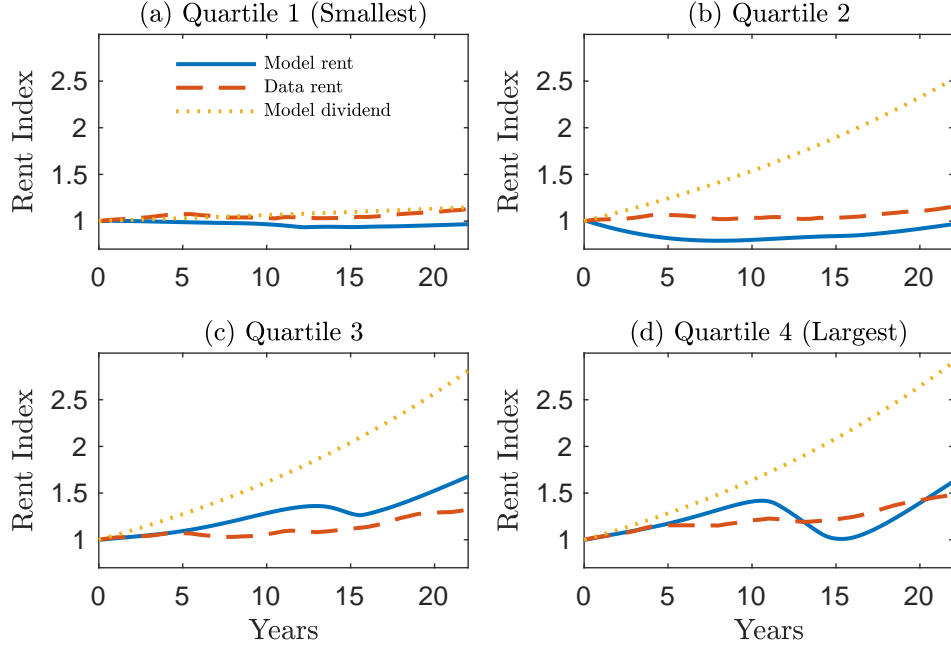 (a) Quartile 1 (Smallest)
Rent Index
2.5
2
1.5
1
Model rent
Data rent
Model dividend
0 5 10 15 20
(b) Quartile 2
Rent Index
2.5
2
1.5
1
0 5 10 15 20
(c) Quartile 3
Rent Index
2.5
2
1.5
1
0 5 10 15 20
Years
(d) Quartile 4 (Largest)
Rent Index
2.5
2
1.5
1
0 5 10 15 20
Years